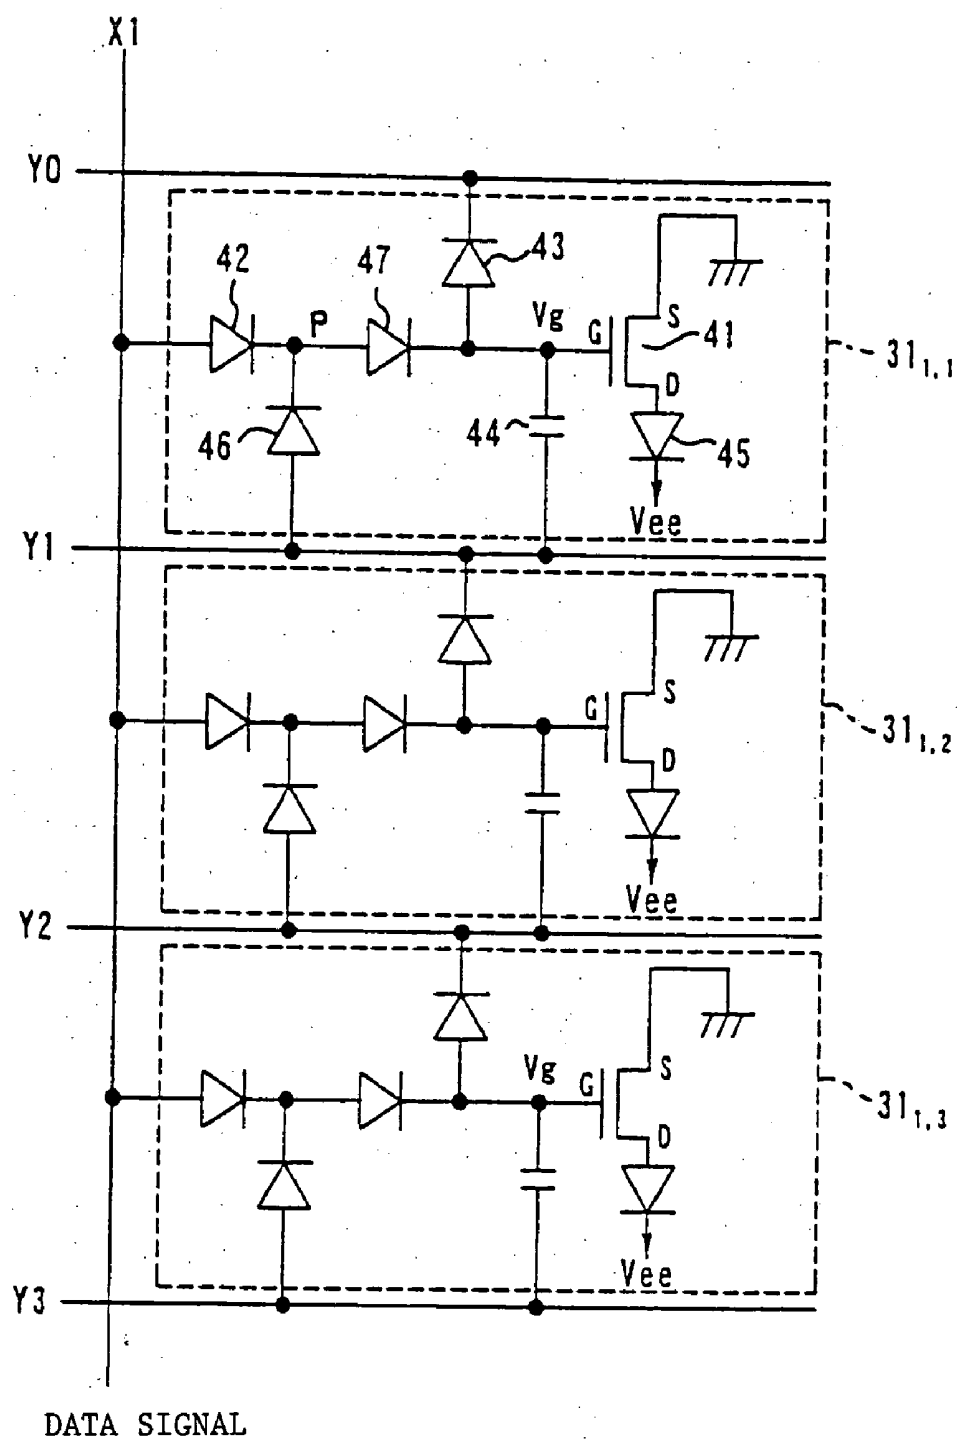 X1
Y0
42
47
43
P
Vg
G
S
41
31₁,₁
D
46
44
45
Vee
Y1
G
S
31₁,₂
D
Vee
Y2
Vg
G
S
31₁,₃
D
Vee
Y3
DATA SIGNAL